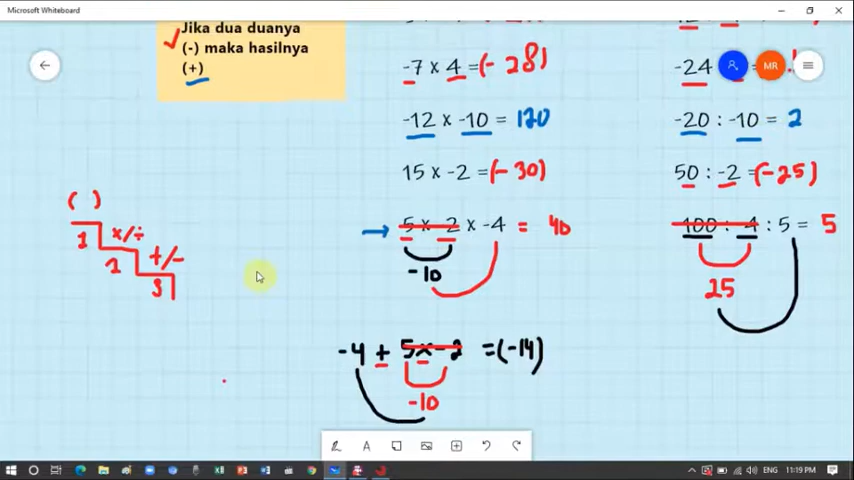 Microsoft Whiteboard
Jika dua duanya
(-) maka hasilnya
(+)
-7 x 4 = (-28)
-24
MR
-12 x -10 = 120
-20 : -10 = 2
15 x -2 = (-30)
50 : -2 = (-25)
( )
5 x -2 x -4 = 40
-100 : -4 : 5 = 5
1
x/÷
+/-
2
3
-10
25
-4 + 5 x -2 = (-14)
-10
ENG
11:19 PM